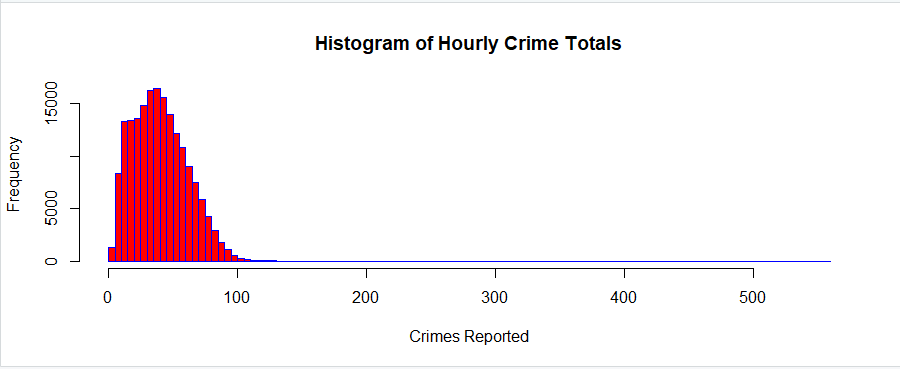 Histogram of Hourly Crime Totals
Frequency
15000
5000
0
0 100 200 300 400 500
Crimes Reported